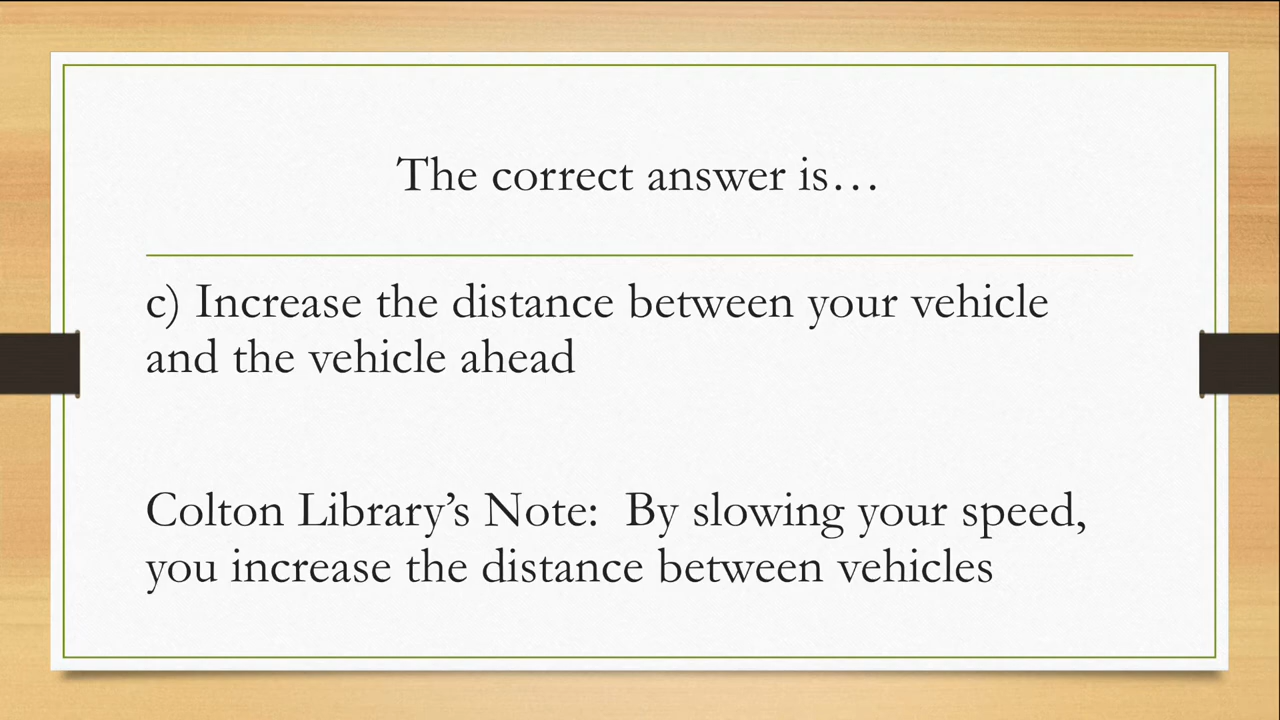 The correct answer is…
c) Increase the distance between your vehicle
and the vehicle ahead
Colton Library’s Note:  By slowing your speed,
you increase the distance between vehicles